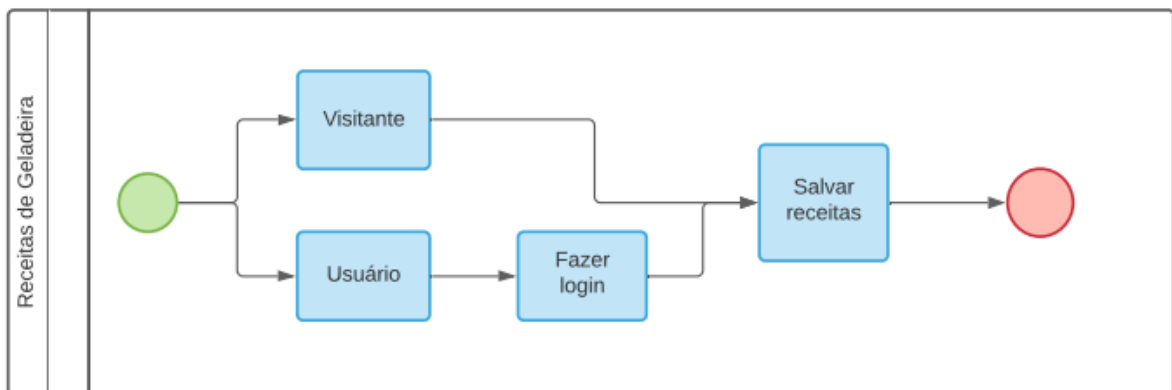 Receitas de Geladeira
Visitante
Usuário
Fazer
login
Salvar
receitas